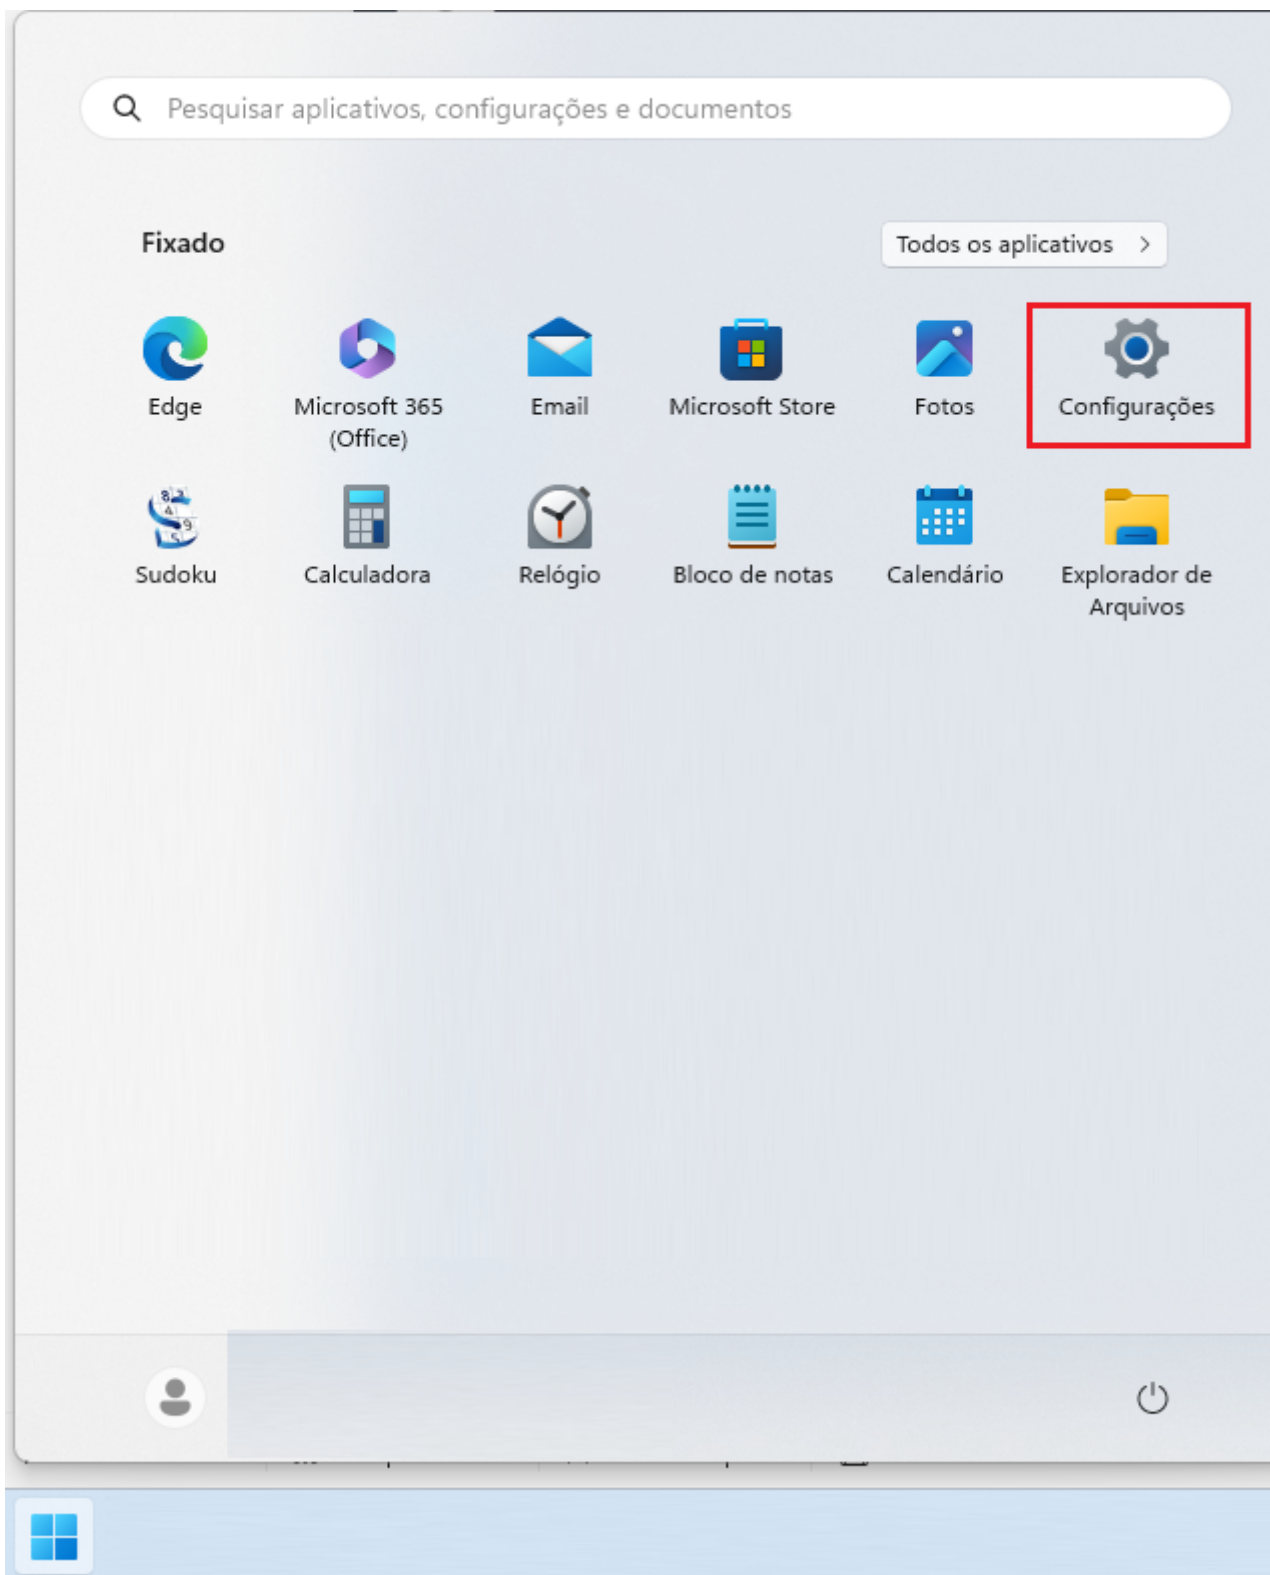 Pesquisar aplicativos, configurações e documentos
Fixado
Todos os aplicativos
Edge
Microsoft 365
(Office)
Email
Microsoft Store
Fotos
Configurações
Sudoku
Calculadora
Relógio
Bloco de notas
Calendário
Explorador de
Arquivos